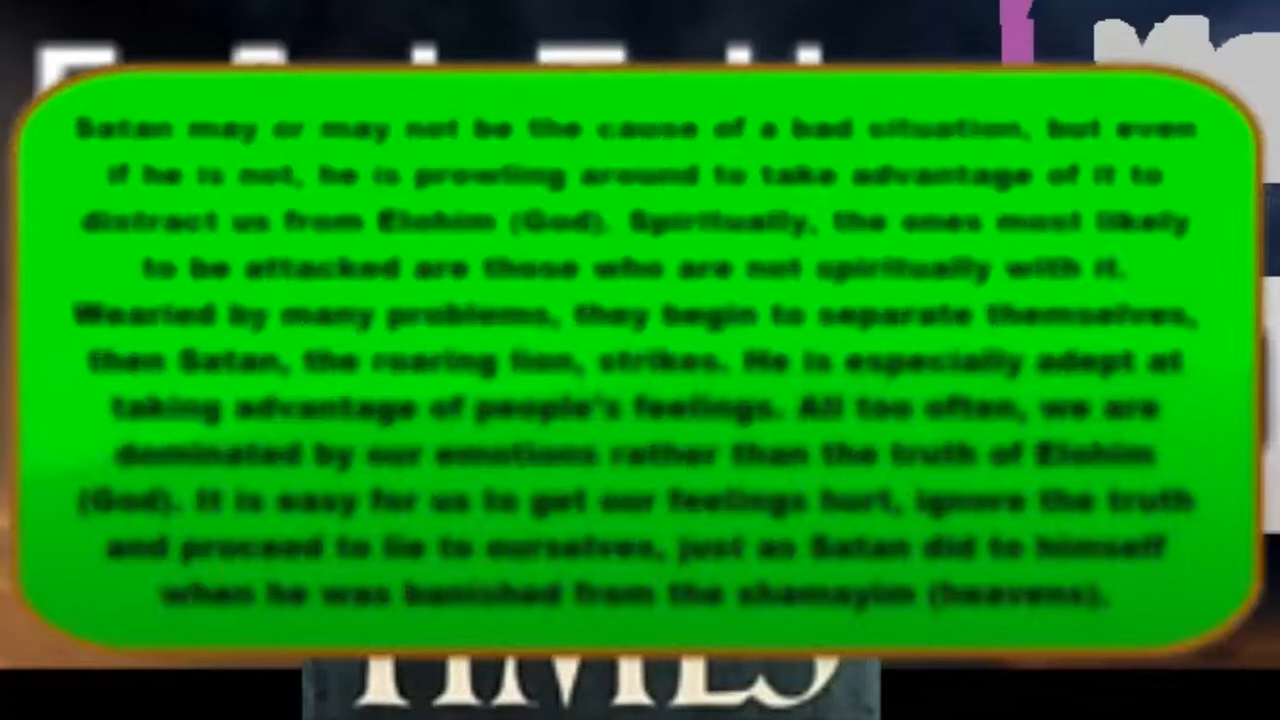 Satan may or may not be the cause of a bad situation, but even
if he is not, he is prowling around to take advantage of it to
distract us from Elohim (God). Spiritually, the ones most likely
to be attacked are those who are not spiritually with it.
Wearied by many problems, they begin to separate themselves,
then Satan, the roaring lion, strikes. He is especially adept at
taking advantage of people's feelings. All too often, we are
dominated by our emotions rather than the truth of Elohim
(God). It is easy for us to get our feelings hurt, ignore the truth
and proceed to lie to ourselves, just as Satan did to himself
when he was banished from the shamayim (heavens).
TIMES